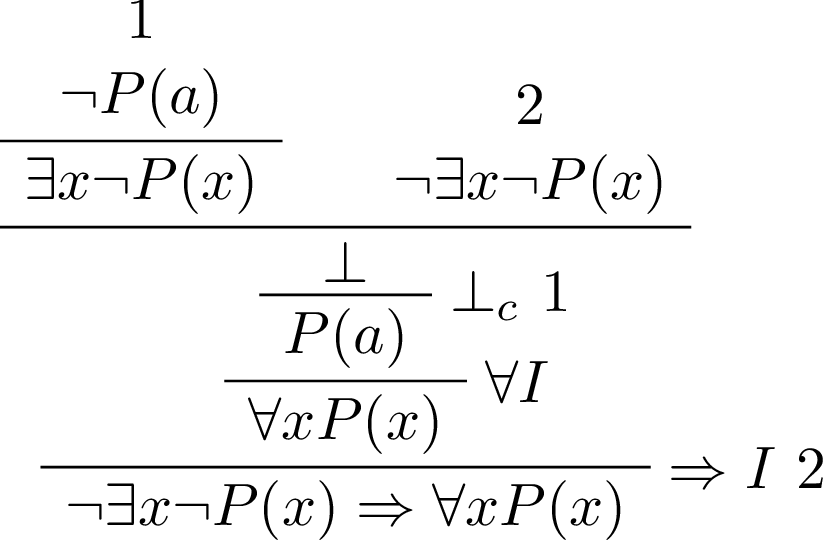 1
¬P(a) 2
∃x¬P(x) ¬∃x¬P(x)
⊥
P(a) ⊥c 1
∀xP(x) ∀I
¬∃x¬P(x) ⇒ ∀xP(x) ⇒ I 2